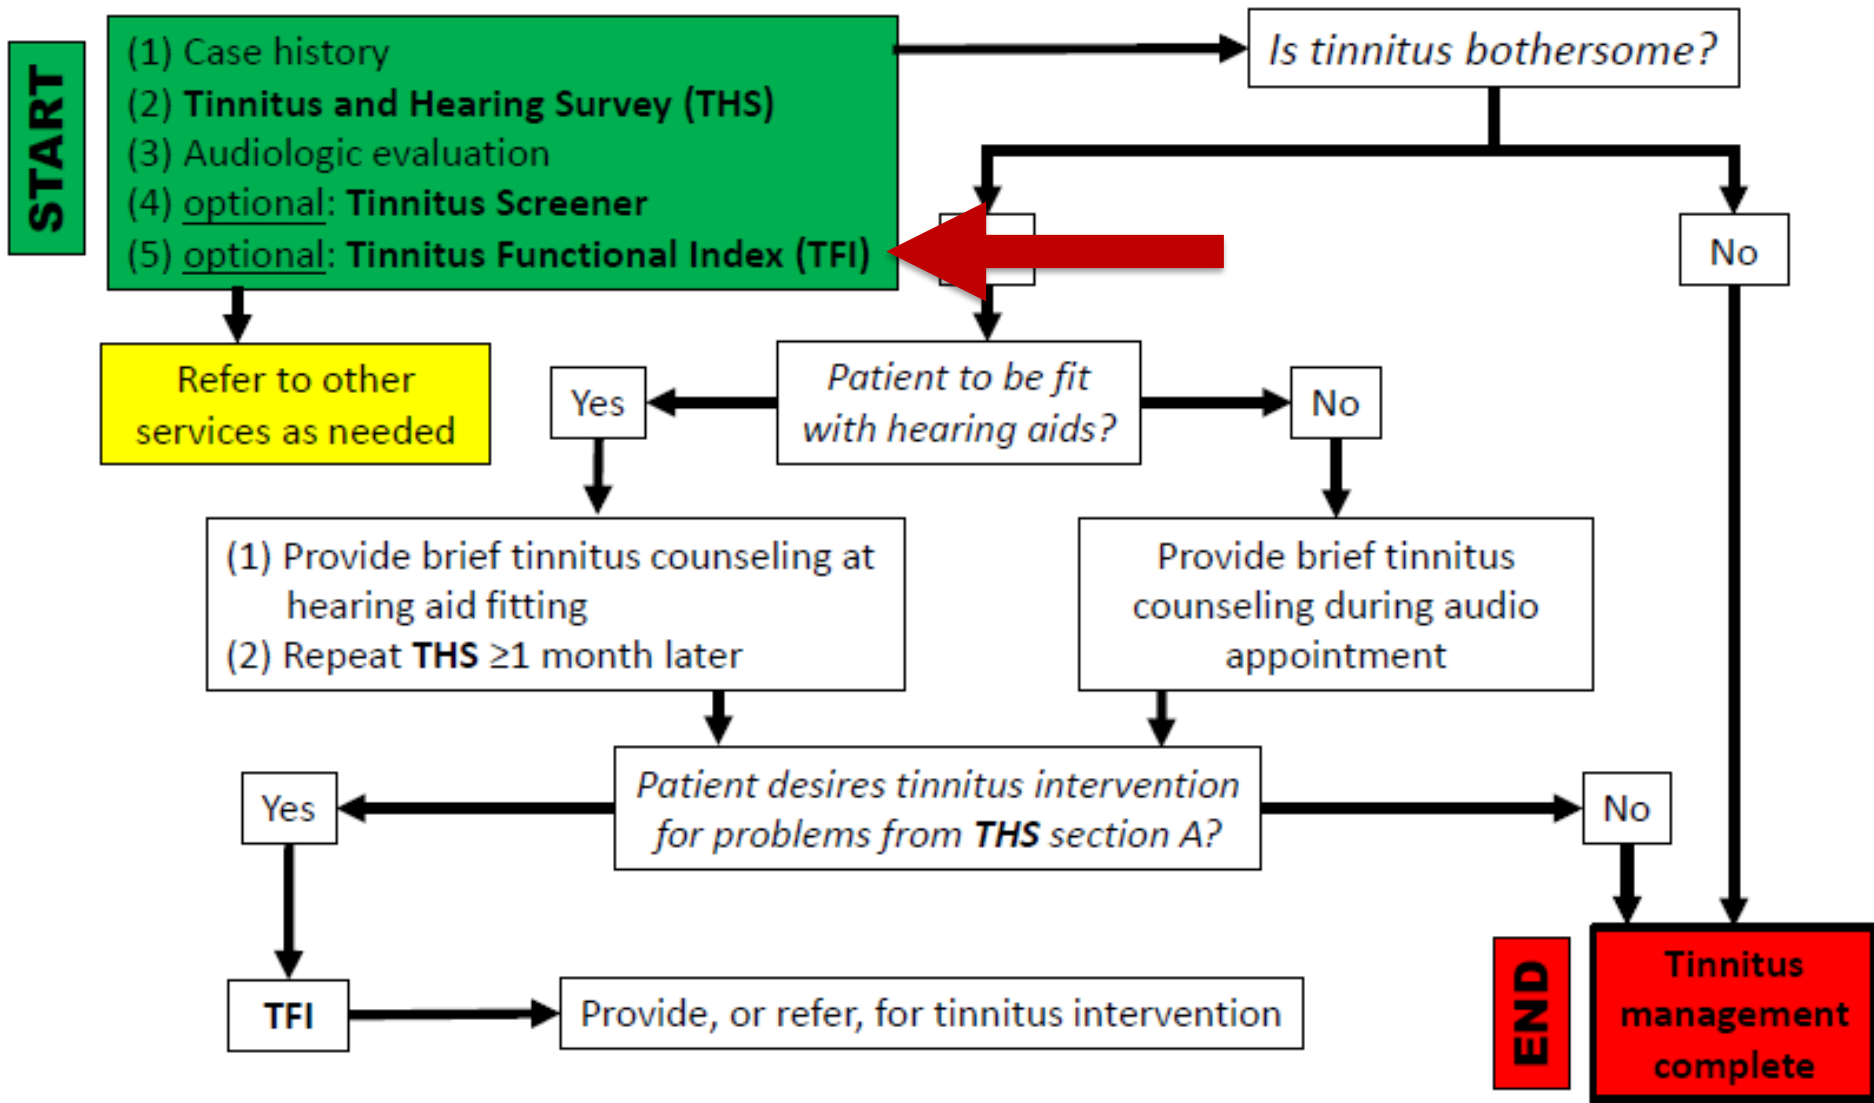 START
(1) Case history
(2) Tinnitus and Hearing Survey (THS)
(3) Audiologic evaluation
(4) optional: Tinnitus Screener
(5) optional: Tinnitus Functional Index (TFI)
Is tinnitus bothersome?
No
Refer to other
services as needed
Yes
Patient to be fit
with hearing aids?
No
(1) Provide brief tinnitus counseling at
hearing aid fitting
(2) Repeat THS ≥1 month later
Provide brief tinnitus
counseling during audio
appointment
Yes
Patient desires tinnitus intervention
for problems from THS section A?
No
TFI
Provide, or refer, for tinnitus intervention
END
Tinnitus
management
complete